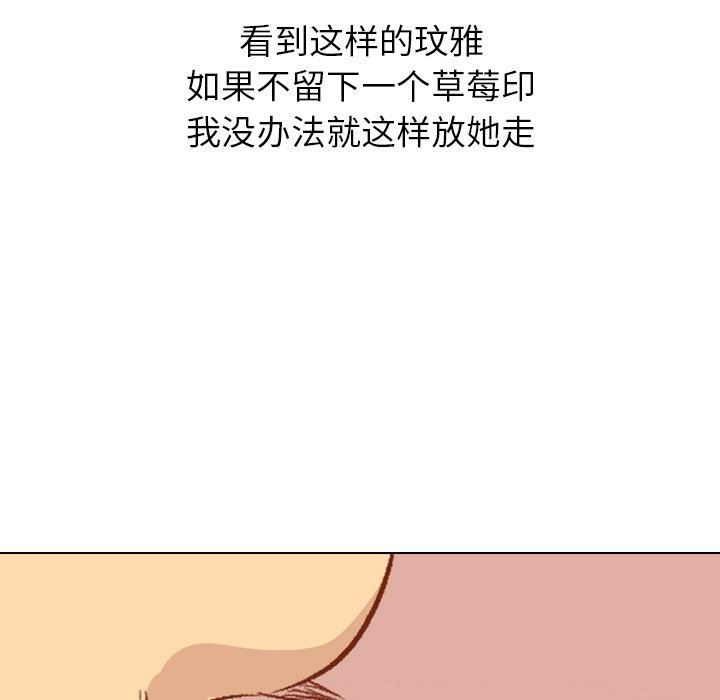 看到这样的玟雅
如果不留下一个草莓印
我没办法就这样放她走